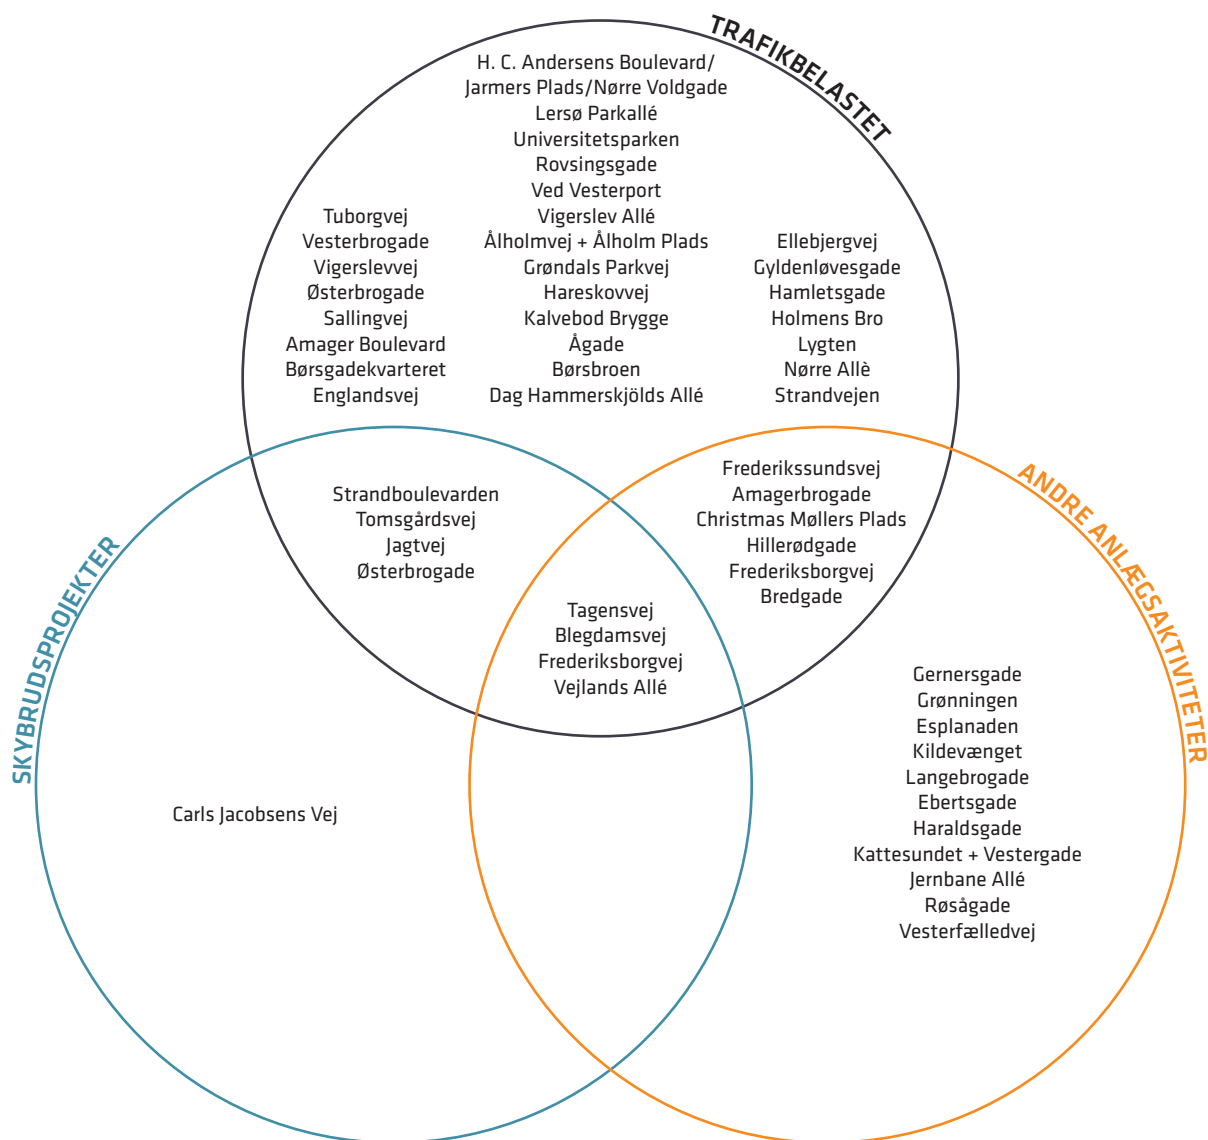 TRAFIKBELASTET
H. C. Andersens Boulevard/
Jarmers Plads/Nørre Voldgade
Lersø Parkallé
Universitetsparken
Rovsingsgade
Ved Vesterport
Vigerslev Allé
Ålholmvej + Ålholm Plads
Grøndals Parkvej
Hareskovvej
Kalvebod Brygge
Ågade
Børsbroen
Dag Hammerskjölds Allé
Tuborgvej
Vesterbrogade
Vigerslevvej
Østerbrogade
Sallingvej
Amager Boulevard
Børsgadekvarteret
Englandsvej
Ellebjergvej
Gyldenløvesgade
Hamletsgade
Holmens Bro
Lygten
Nørre Allè
Strandvejen
Strandboulevarden
Tomsgårdsvej
Jagtvej
Østerbrogade
Frederikssundsvej
Amagerbrogade
Christmas Møllers Plads
Hillerødgade
Frederiksborgvej
Bredgade
Tagensvej
Blegdamsvej
Frederiksborgvej
Vejlands Allé
SKYBRUDSPROJEKTER
Carls Jacobsens Vej
ANDRE ANLÆGSAKTIVITETER
Gernersgade
Grønningen
Esplanaden
Kildevænget
Langebrogade
Ebertsgade
Haraldsgade
Kattesundet + Vestergade
Jernbane Allé
Røsågade
Vesterfælledvej